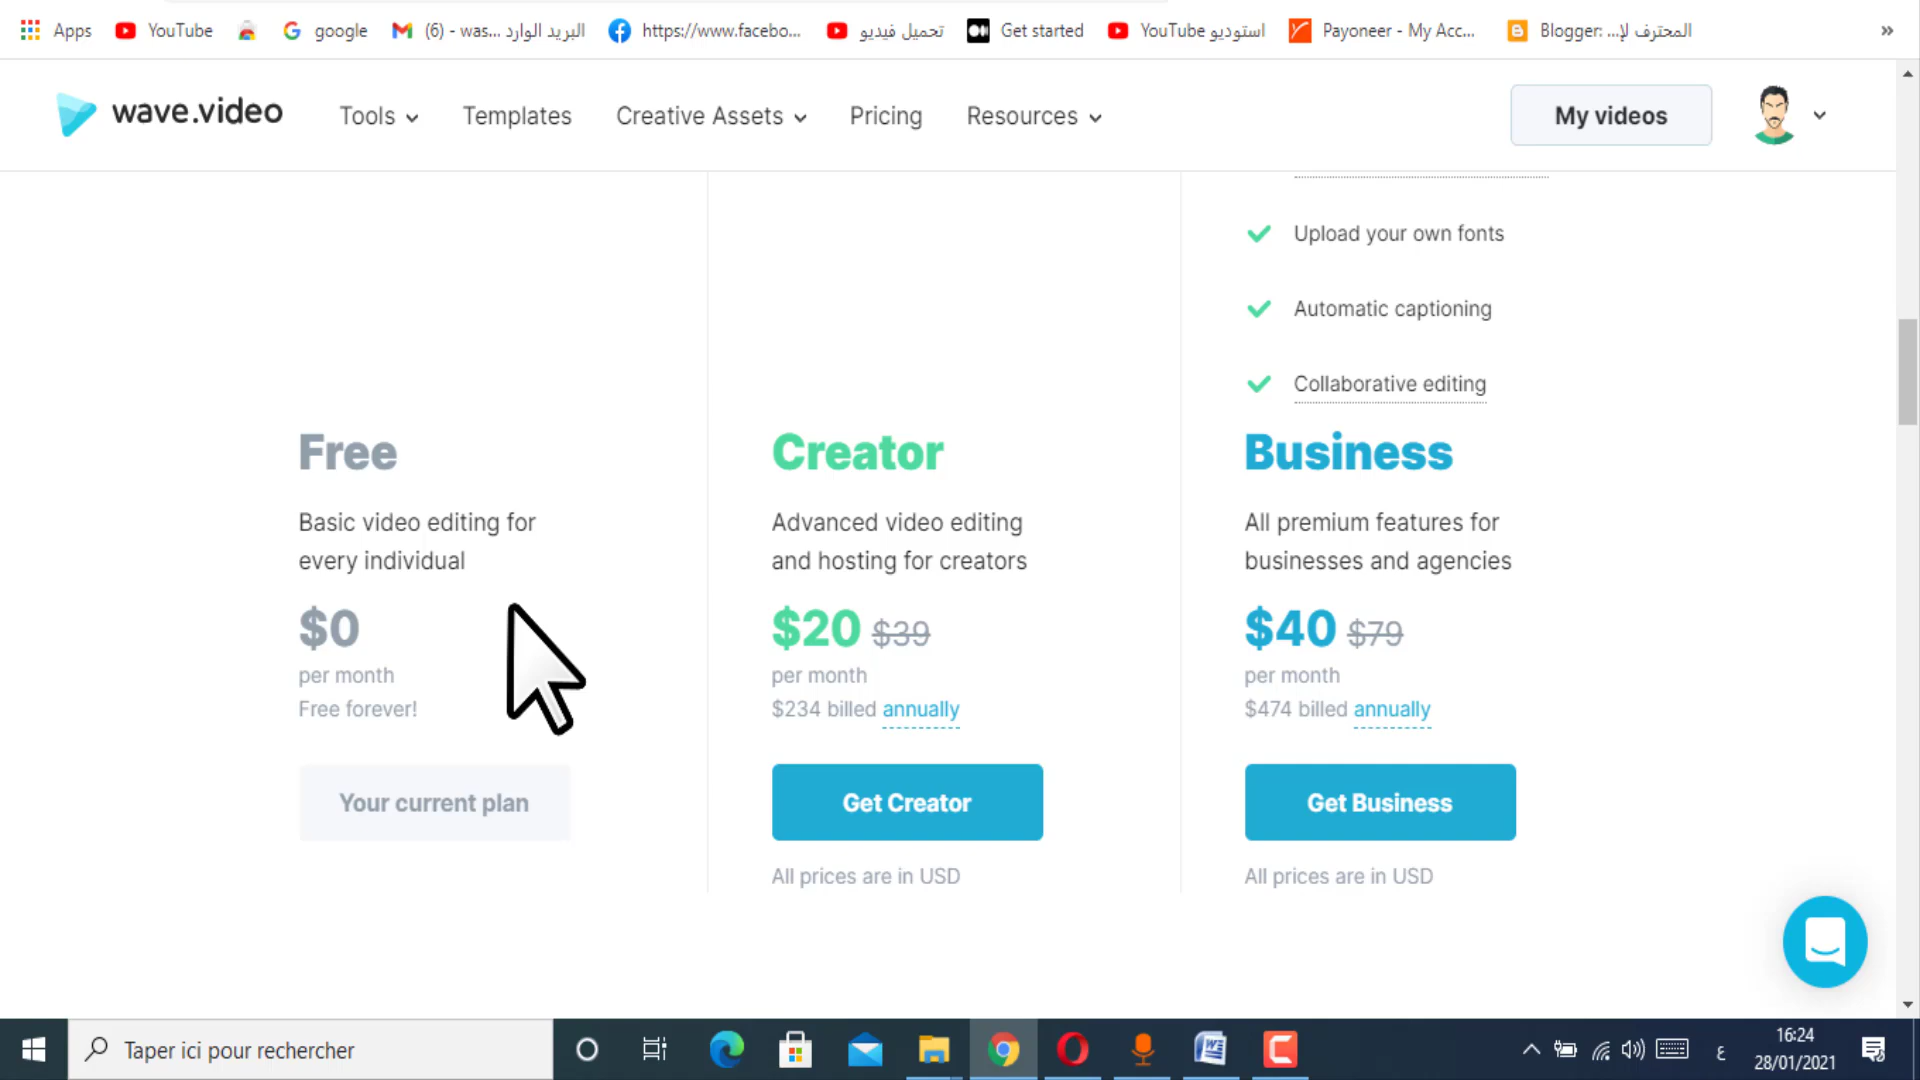 Apps
YouTube
google
البريد الوارد (6) - was...
https://www.facebo...
تحميل فيديو
Get started
استوديو YouTube
Payoneer - My Acc...
Blogger: ...المحترف لإ
»
wave.video
Tools
Templates
Creative Assets
Pricing
Resources
My videos
Upload your own fonts
Automatic captioning
Collaborative editing
Free
Basic video editing for
every individual
$0
per month
Free forever!
Your current plan
Creator
Advanced video editing
and hosting for creators
$20 $39
per month
$234 billed annually
Get Creator
All prices are in USD
Business
All premium features for
businesses and agencies
$40 $79
per month
$474 billed annually
Get Business
All prices are in USD
Taper ici pour rechercher
ع
16:24
28/01/2021